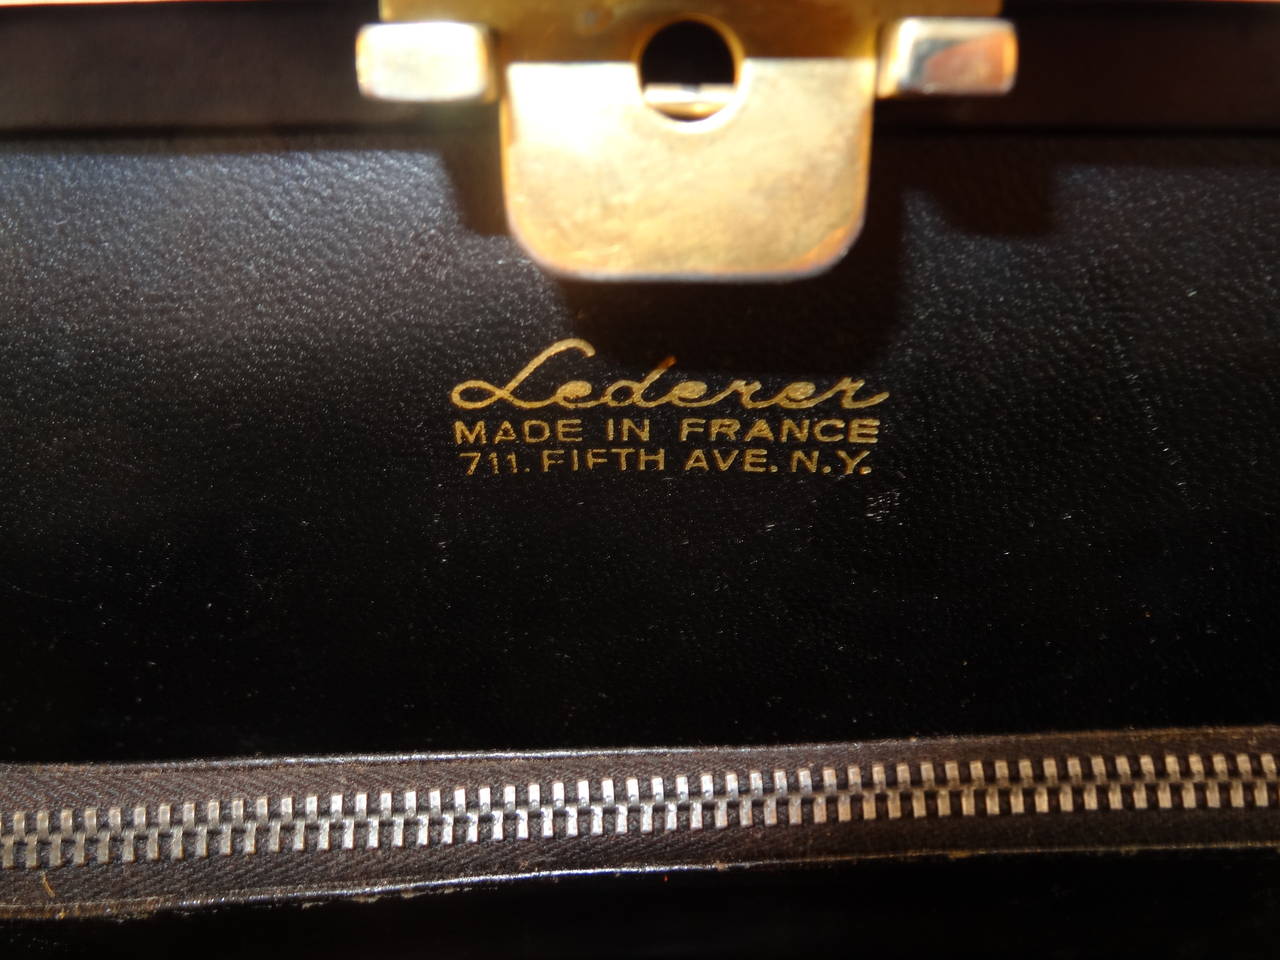 Lederer
MADE IN FRANCE
711. FIFTH AVE. N.Y.